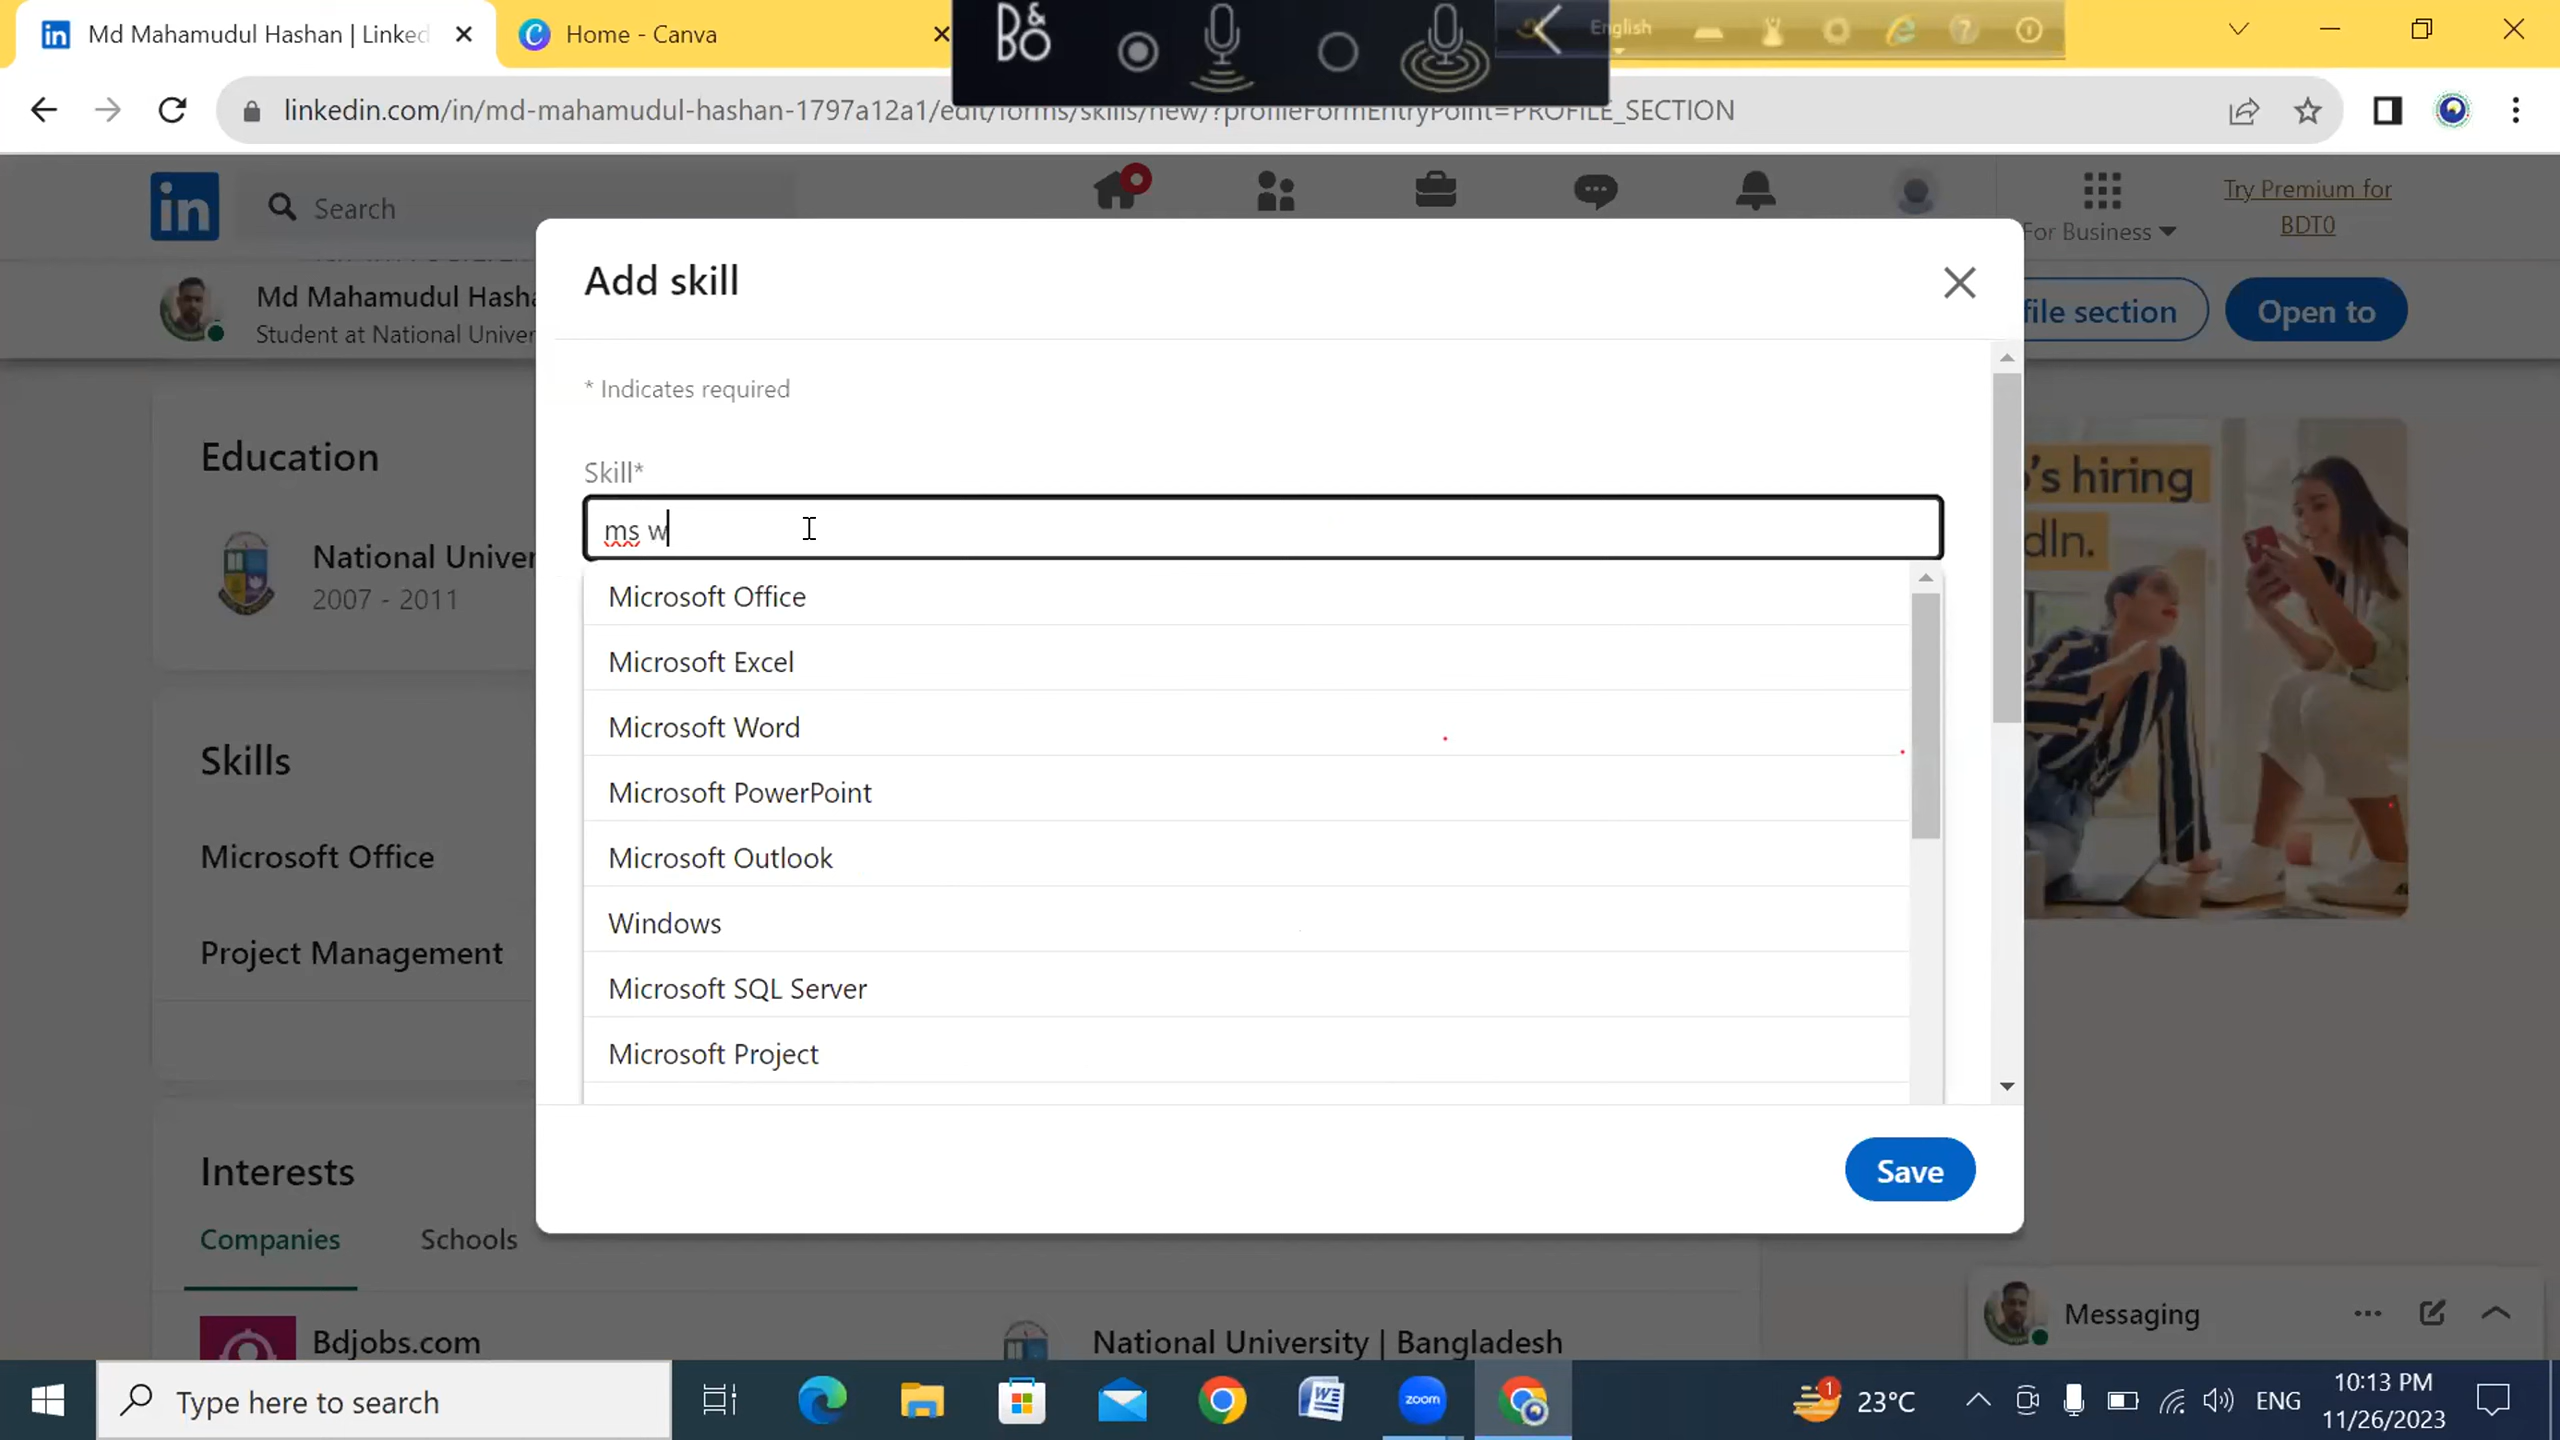 Md Mahamudul Hashan | Linked
Home - Canva
B&O
English
linkedin.com/in/md-mahamudul-hashan-1797a12a1/edit/forms/skills/new/?profileFormEntryPoint=PROFILE_SECTION
in
Search
For Business
Try Premium for
BDT0
Md Mahamudul Hasha
Student at National Univer
file section
Open to
Add skill
* Indicates required
Skill*
ms w
Microsoft Office
Microsoft Excel
Microsoft Word
Microsoft PowerPoint
Microsoft Outlook
Windows
Microsoft SQL Server
Microsoft Project
Save
Education
National Univer
2007 - 2011
Skills
Microsoft Office
Project Management
's hiring
dIn.
Interests
Companies
Schools
Bdjobs.com
National University | Bangladesh
Messaging
Type here to search
zoom
1
23°C
ENG
10:13 PM
11/26/2023